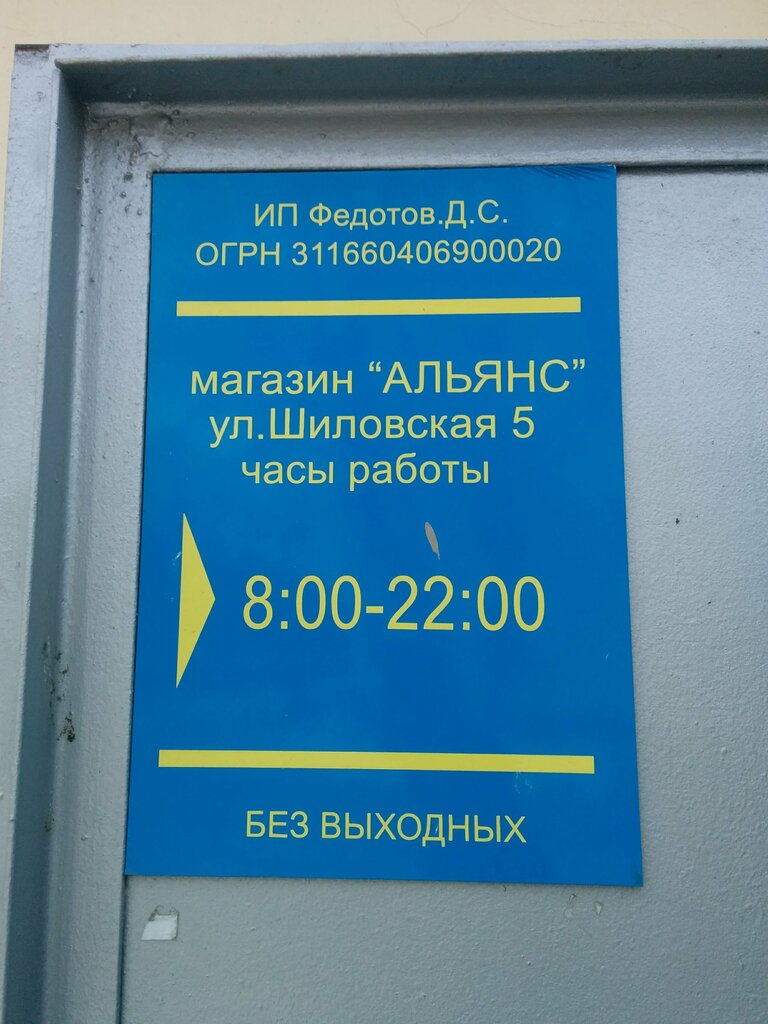 ИП Федотов.Д.С.
ОГРН 311660406900020
магазин “АЛЬЯНС”
ул.Шиловская 5
часы работы
8:00-22:00
БЕЗ ВЫХОДНЫХ